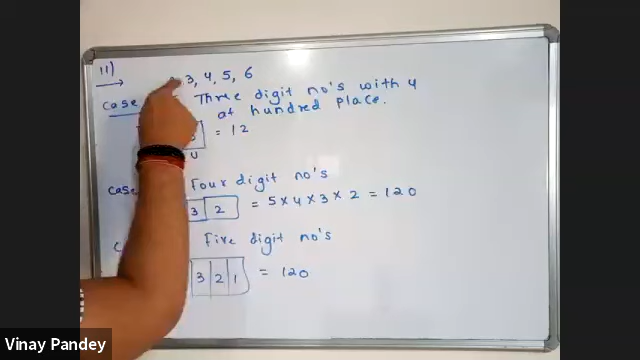 11)
3, 4, 5, 6
Case Three digit no's with 4
at hundred place.
= 12
U
Case Four digit no's
3 2 = 5 x 4 x 3 x 2 = 120
Five digit no's
3 2 1 = 120
Vinay Pandey